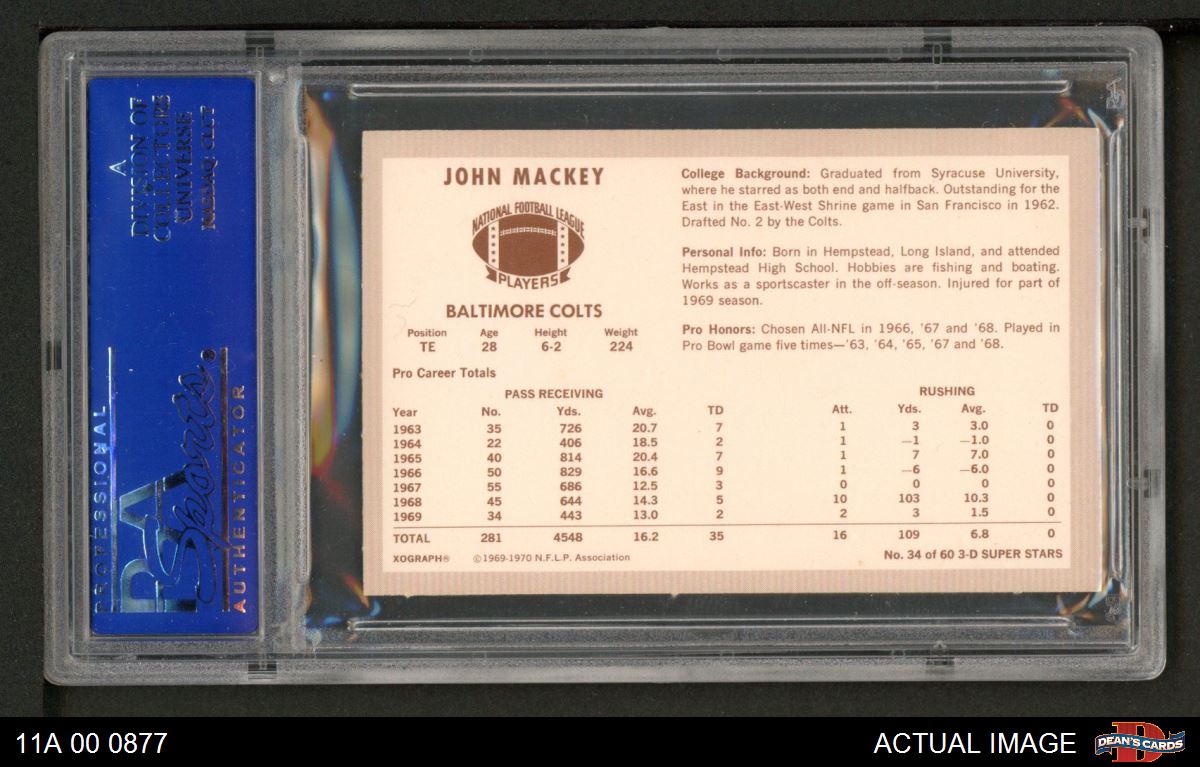 A
DIVISION OF
COLLECTORS
UNIVERSE
NASDAQ: CLCT
PROFESSIONAL
PSA
Sports
AUTHENTICATOR
JOHN MACKEY
NATIONAL FOOTBALL LEAGUE
PLAYERS
BALTIMORE COLTS
Position Age Height Weight
TE 28 6-2 224
College Background: Graduated from Syracuse University,
where he starred as both end and halfback. Outstanding for the
East in the East-West Shrine game in San Francisco in 1962.
Drafted No. 2 by the Colts.
Personal Info: Born in Hempstead, Long Island, and attended
Hempstead High School. Hobbies are fishing and boating.
Works as a sportscaster in the off-season. Injured for part of
1969 season.
Pro Honors: Chosen All-NFL in 1966, '67 and '68. Played in
Pro Bowl game five times—'63, '64, '65, '67 and '68.
Pro Career Totals
PASS RECEIVING RUSHING
Year No. Yds. Avg. TD Att. Yds. Avg. TD
1963 35 726 20.7 7 1 3 3.0 0
1964 22 406 18.5 2 1 —1 —1.0 0
1965 40 814 20.4 7 1 7 7.0 0
1966 50 829 16.6 9 1 —6 —6.0 0
1967 55 686 12.5 3 0 0 0 0
1968 45 644 14.3 5 10 103 10.3 0
1969 34 443 13.0 2 2 3 1.5 0
TOTAL 281 4548 16.2 35 16 109 6.8 0
XOGRAPH® ©1969-1970 N.F.L.P. Association No. 34 of 60 3-D SUPER STARS
11A 00 0877 ACTUAL IMAGE
D
DEAN'S CARDS